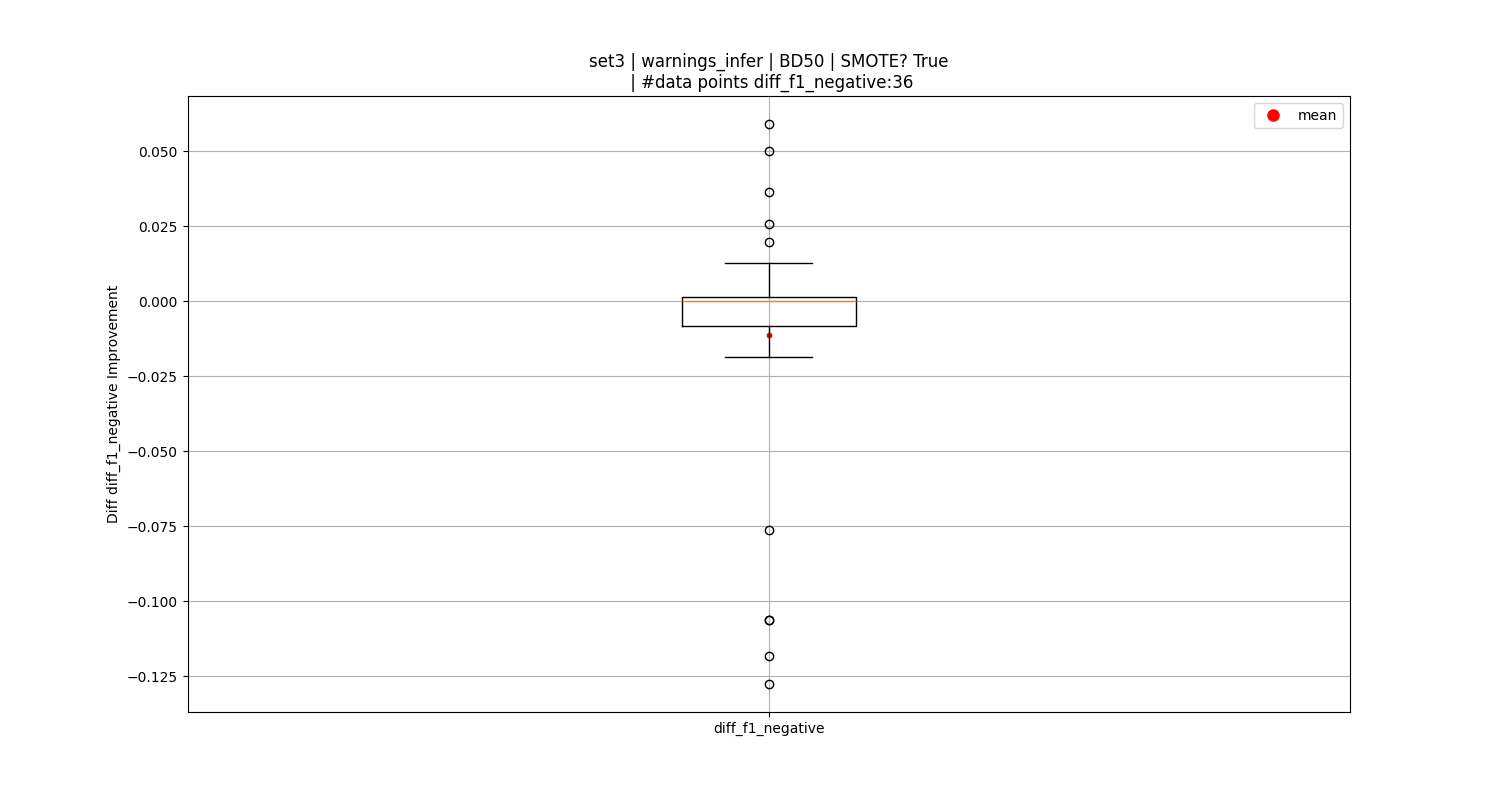 set3 | warnings_infer | BD50 | SMOTE? True
| #data points diff_f1_negative:36
mean
0.050
0.025
0.000
−0.025
−0.050
−0.075
−0.100
−0.125
Diff diff_f1_negative Improvement
diff_f1_negative